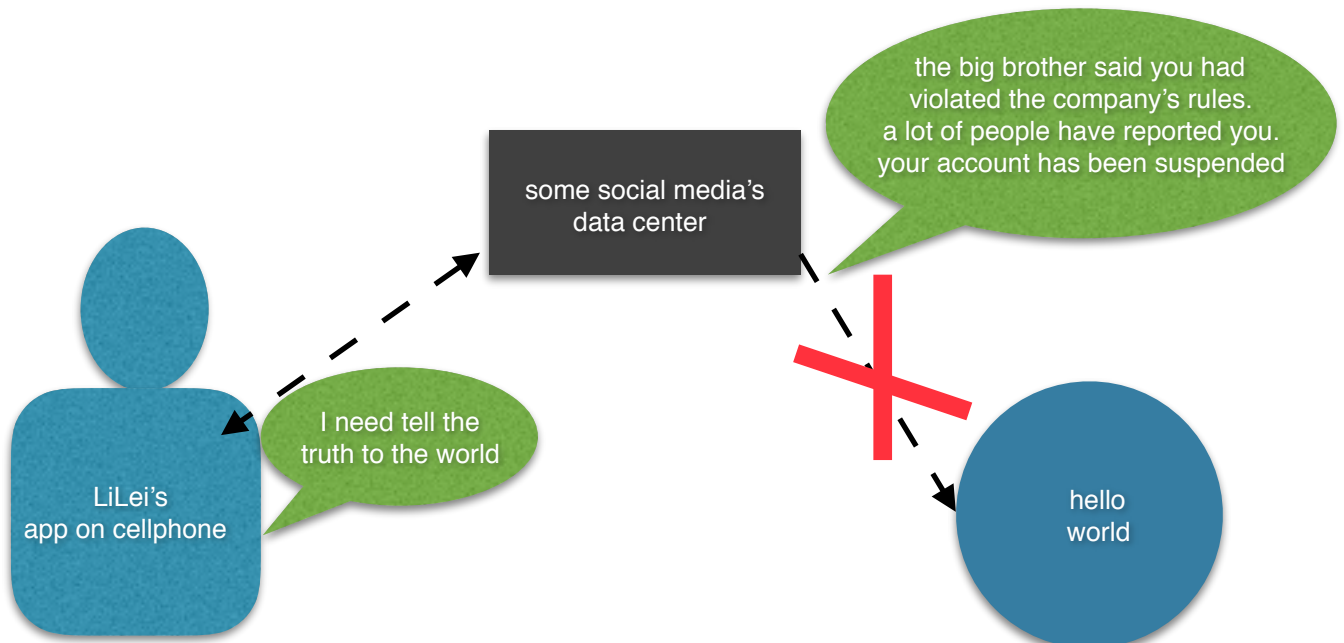 the big brother said you had
violated the company's rules.
a lot of people have reported you.
your account has been suspended
some social media's
data center
I need tell the
truth to the world
LiLei's
app on cellphone
hello
world